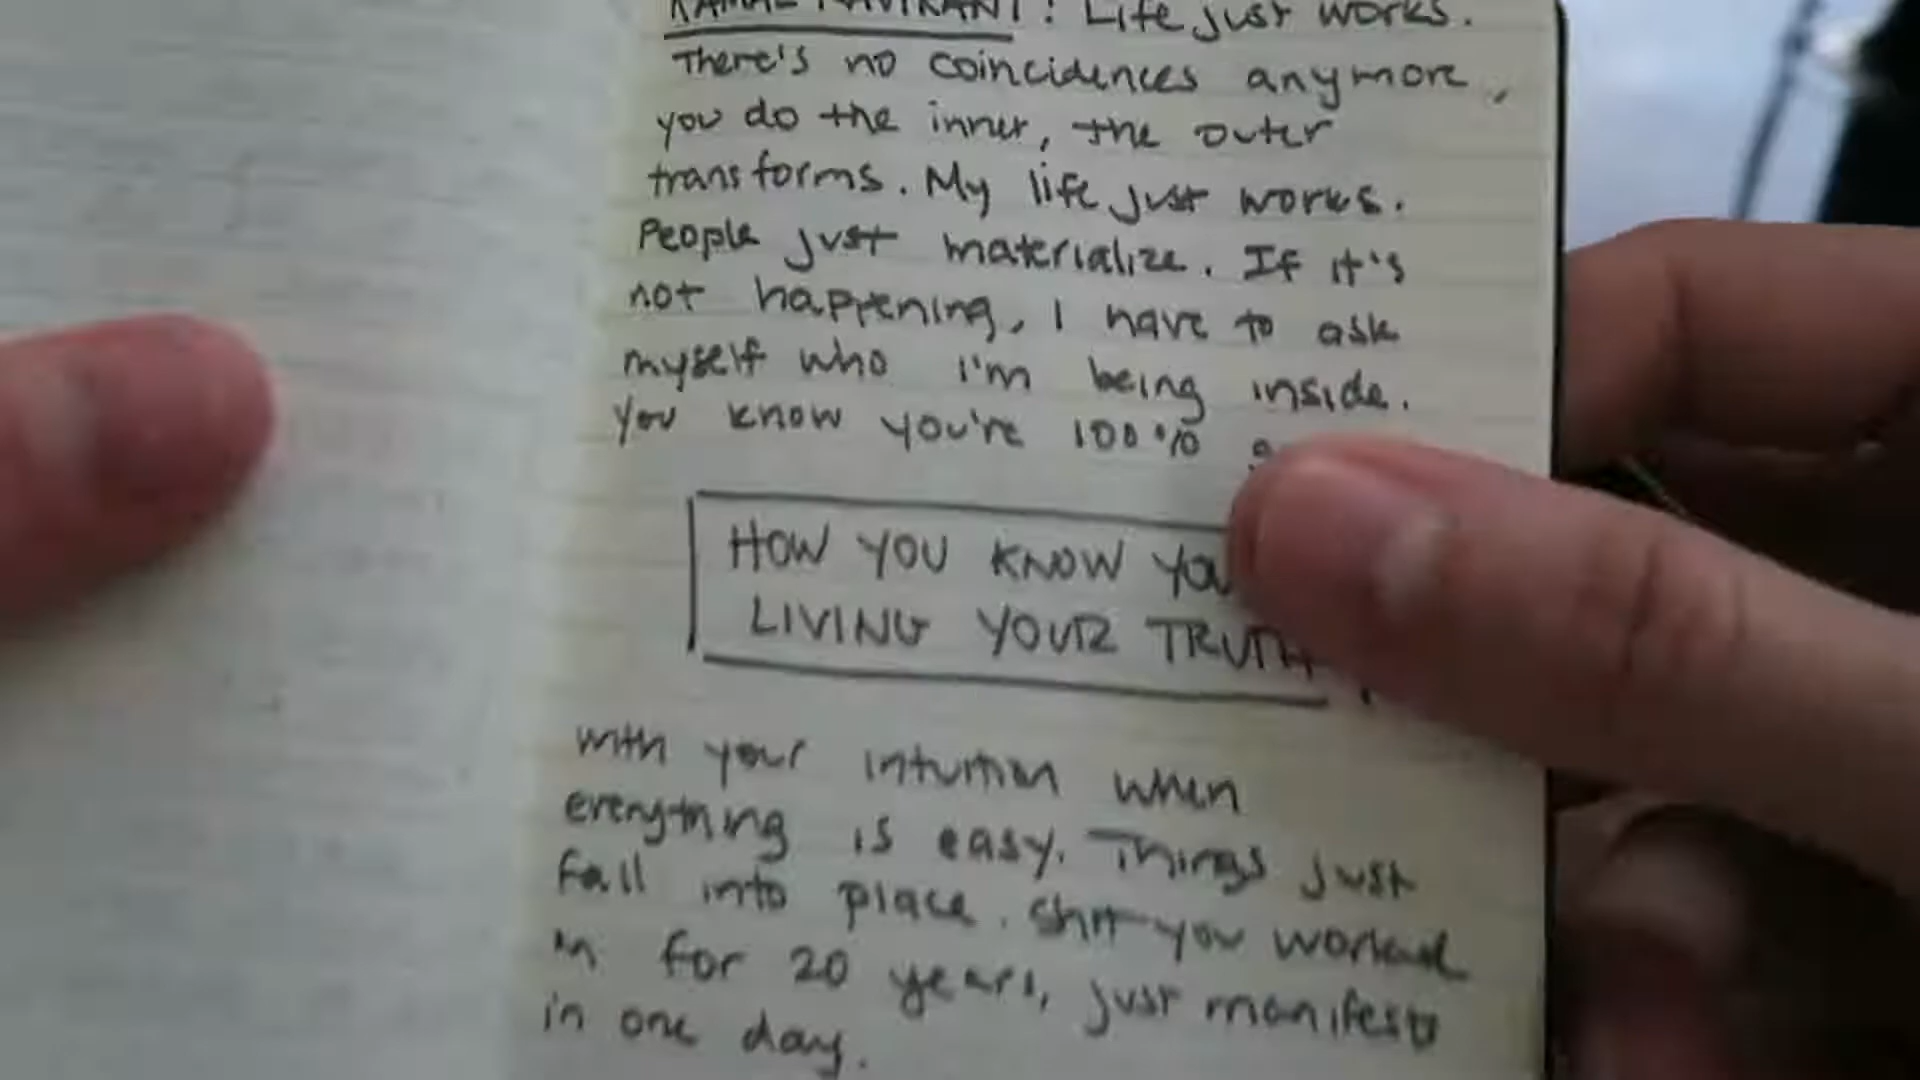 KAMAL RAVIKANT: Life just works.
There's no coincidences anymore,
you do the inner, the outer
transforms. My life just works.
People just materialize. If it's
not happening, I have to ask
myself who I'm being inside.
You know you're 100%
HOW YOU KNOW
LIVING YOUR TRUTH
with your intuition when
everything is easy. Things just
fall into place. Shit you worked
in for 20 years, just manifests
in one day.